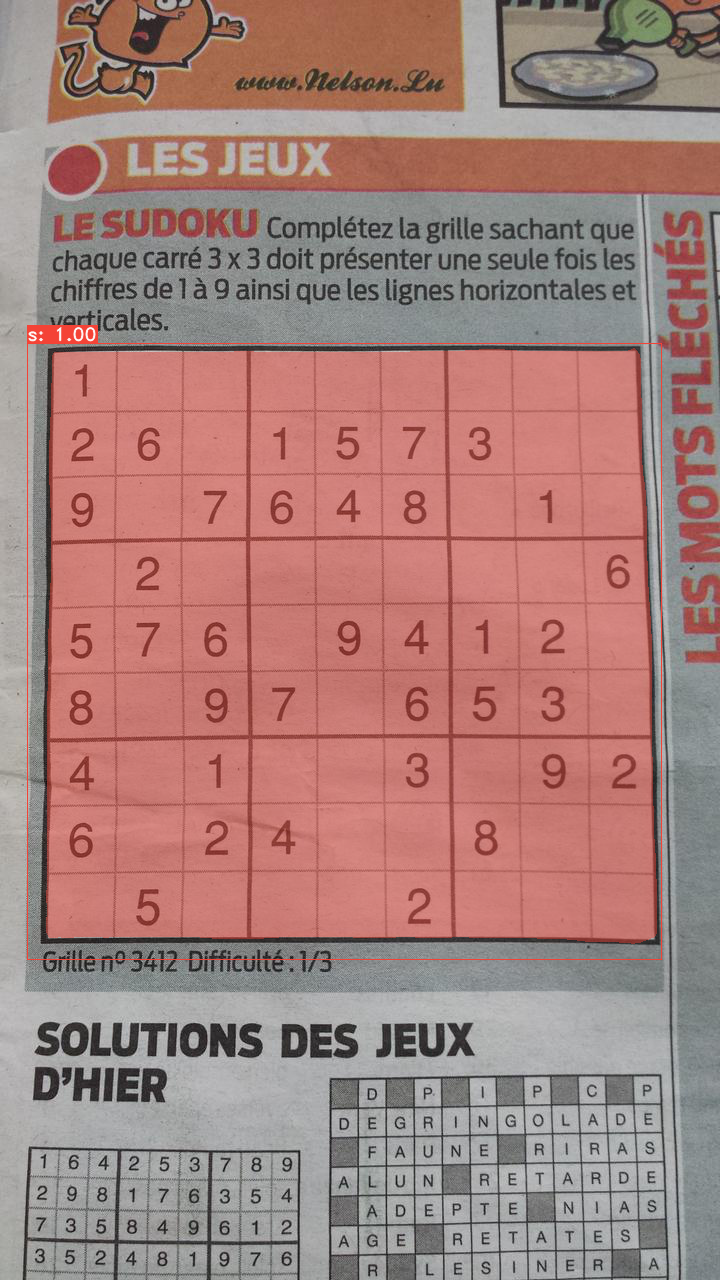 www.Nelson.Lu
LES JEUX
LE SUDOKU Complétez la grille sachant que
chaque carré 3 x 3 doit présenter une seule fois les
chiffres de 1 à 9 ainsi que les lignes horizontales et
verticales.
s: 1.00
1
2 6 1 5 7 3
9 7 6 4 8 1
2 6
5 7 6 9 4 1 2
8 9 7 6 5 3
4 1 3 9 2
6 2 4 8
5 2
Grille nº 3412 Difficulté : 1/3
LES MOTS FLÉCHÉS
SOLUTIONS DES JEUX
D'HIER
1 6 4 2 5 3 7 8 9
2 9 8 1 7 6 3 5 4
7 3 5 8 4 9 6 1 2
3 5 2 4 8 1 9 7 6
D P I P C P
D E G R I N G O L A D E
F A U N E R I R A S
A L U N R E T A R D E
A D E P T E N I A S
A G E R E T A T E S
R L E S I N E R A